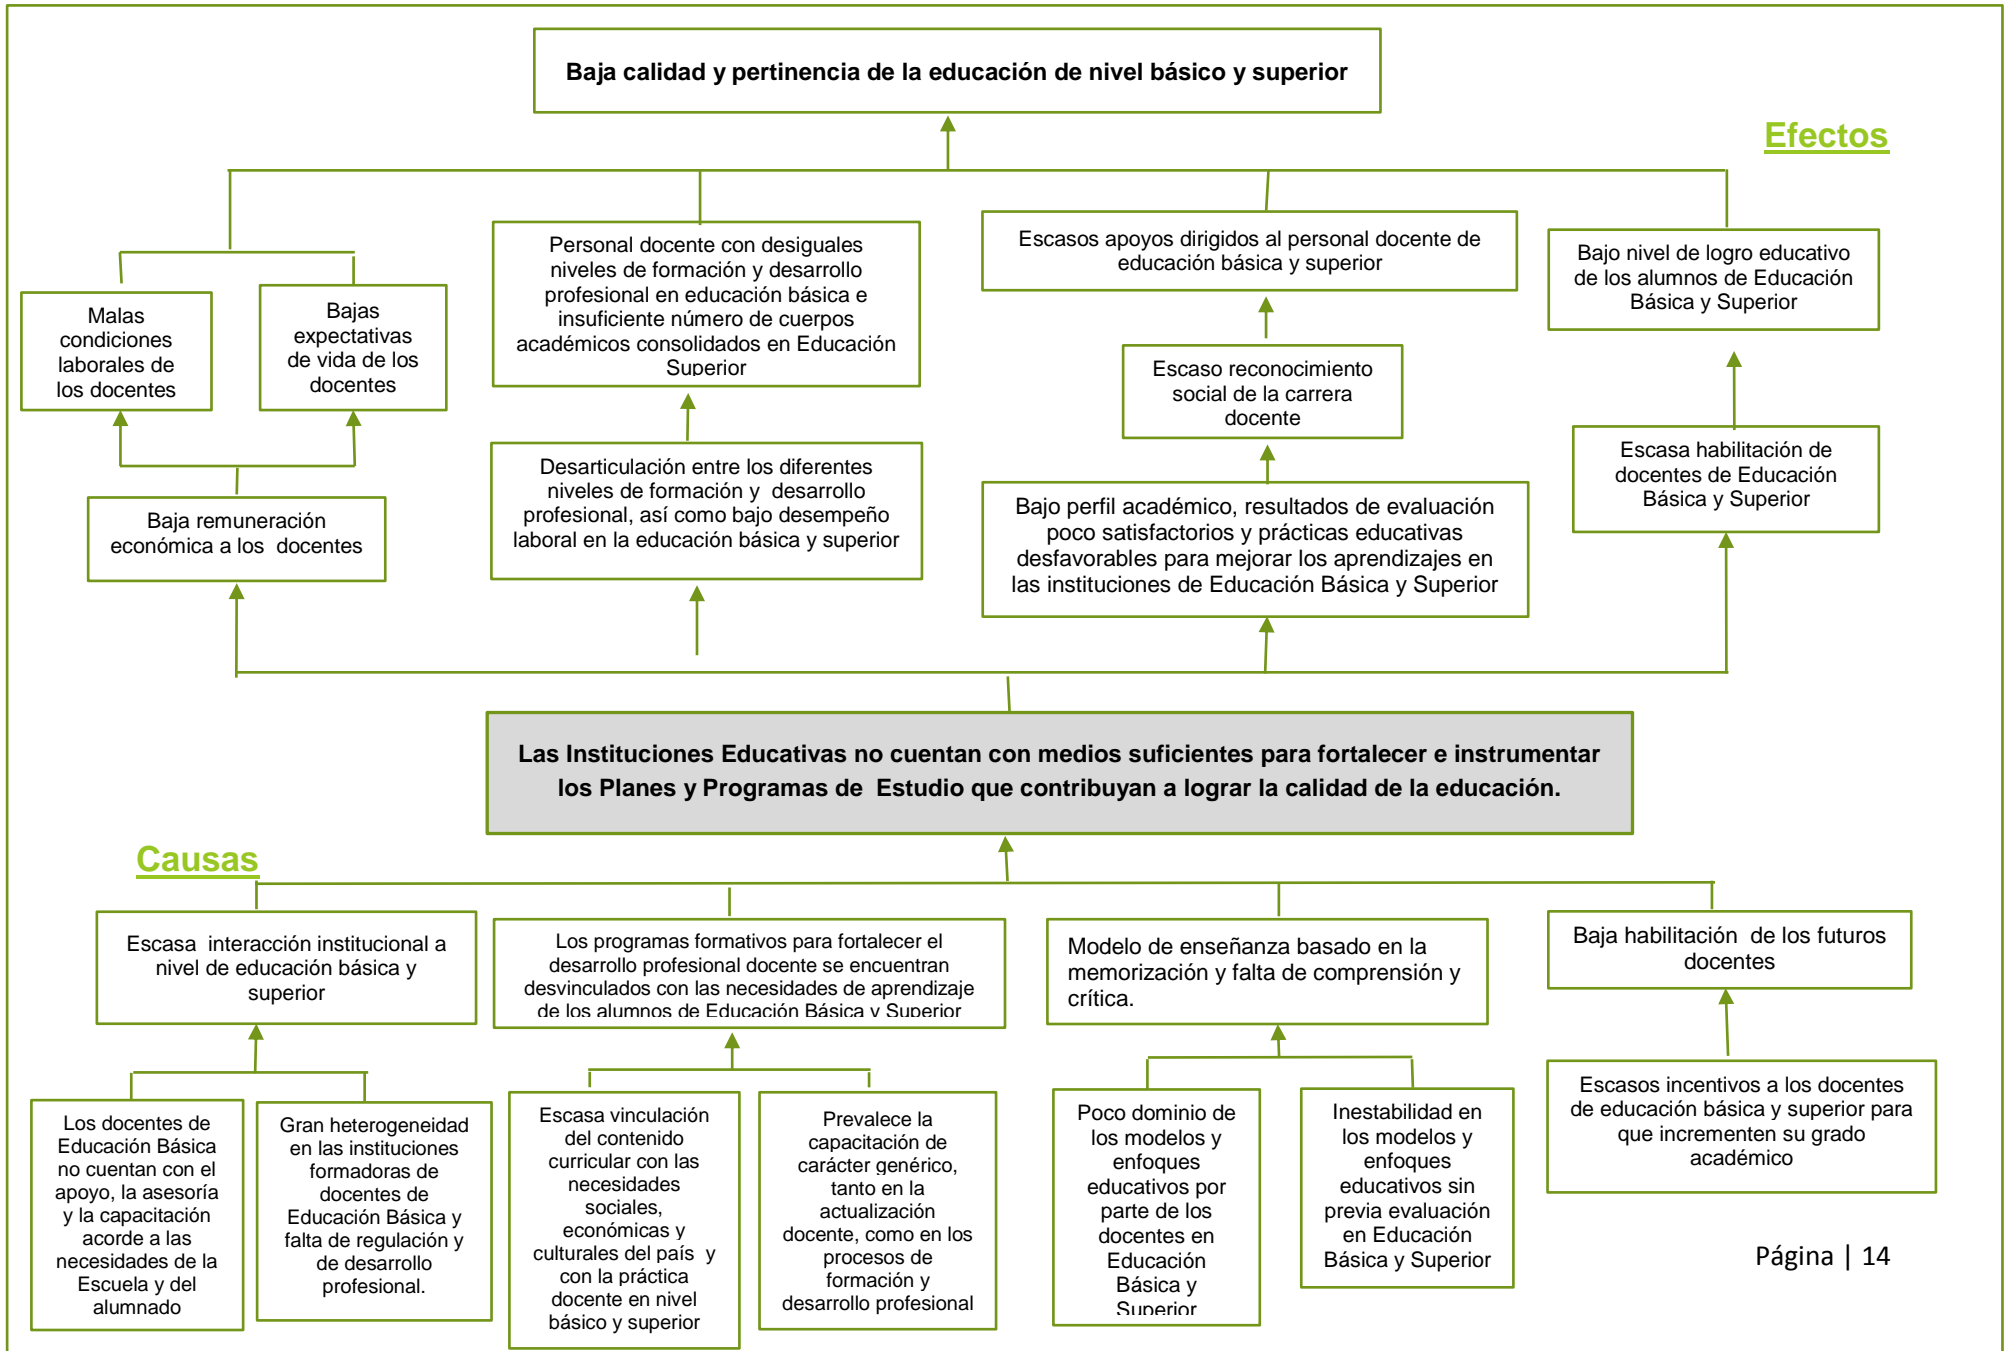 Baja calidad y pertinencia de la educación de nivel básico y superior
Efectos
Malas
condiciones
laborales de
los docentes
Bajas
expectativas
de vida de los
docentes
Personal docente con desiguales
niveles de formación y desarrollo
profesional en educación básica e
insuficiente número de cuerpos
académicos consolidados en Educación
Superior
Escasos apoyos dirigidos al personal docente de
educación básica y superior
Bajo nivel de logro educativo
de los alumnos de Educación
Básica y Superior
Escaso reconocimiento
social de la carrera
docente
Baja remuneración
económica a los docentes
Desarticulación entre los diferentes
niveles de formación y desarrollo
profesional, así como bajo desempeño
laboral en la educación básica y superior
Bajo perfil académico, resultados de evaluación
poco satisfactorios y prácticas educativas
desfavorables para mejorar los aprendizajes en
las instituciones de Educación Básica y Superior
Escasa habilitación de
docentes de Educación
Básica y Superior
Las Instituciones Educativas no cuentan con medios suficientes para fortalecer e instrumentar
los Planes y Programas de Estudio que contribuyan a lograr la calidad de la educación.
Causas
Escasa interacción institucional a
nivel de educación básica y
superior
Los programas formativos para fortalecer el
desarrollo profesional docente se encuentran
desvinculados con las necesidades de aprendizaje
de los alumnos de Educación Básica y Superior
Modelo de enseñanza basado en la
memorización y falta de comprensión y
crítica.
Baja habilitación de los futuros
docentes
Los docentes de
Educación Básica
no cuentan con el
apoyo, la asesoría
y la capacitación
acorde a las
necesidades de la
Escuela y del
alumnado
Gran heterogeneidad
en las instituciones
formadoras de
docentes de
Educación Básica y
falta de regulación y
de desarrollo
profesional.
Escasa vinculación
del contenido
curricular con las
necesidades
sociales,
económicas y
culturales del país y
con la práctica
docente en nivel
básico y superior
Prevalece la
capacitación de
carácter genérico,
tanto en la
actualización
docente, como en los
procesos de
formación y
desarrollo profesional
Poco dominio de
los modelos y
enfoques
educativos por
parte de los
docentes en
Educación
Básica y
Superior
Inestabilidad en
los modelos y
enfoques
educativos sin
previa evaluación
en Educación
Básica y Superior
Escasos incentivos a los docentes
de educación básica y superior para
que incrementen su grado
académico
Página | 14